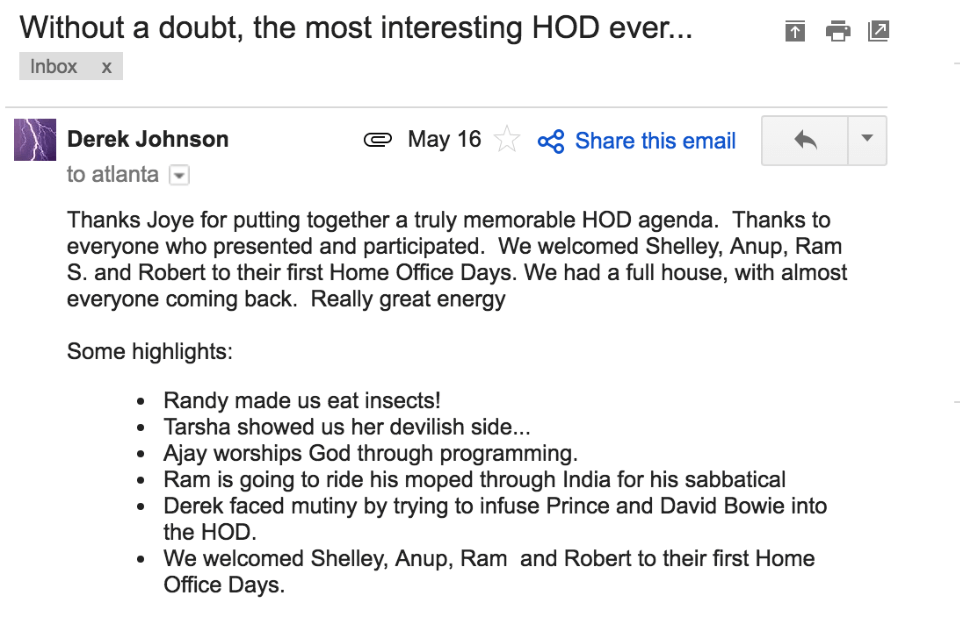 Without a doubt, the most interesting HOD ever...
Inbox x
Derek Johnson May 16 Share this email
to atlanta
Thanks Joye for putting together a truly memorable HOD agenda. Thanks to
everyone who presented and participated. We welcomed Shelley, Anup, Ram
S. and Robert to their first Home Office Days. We had a full house, with almost
everyone coming back. Really great energy
Some highlights:
• Randy made us eat insects!
• Tarsha showed us her devilish side...
• Ajay worships God through programming.
• Ram is going to ride his moped through India for his sabbatical
• Derek faced mutiny by trying to infuse Prince and David Bowie into
the HOD.
• We welcomed Shelley, Anup, Ram and Robert to their first Home
Office Days.